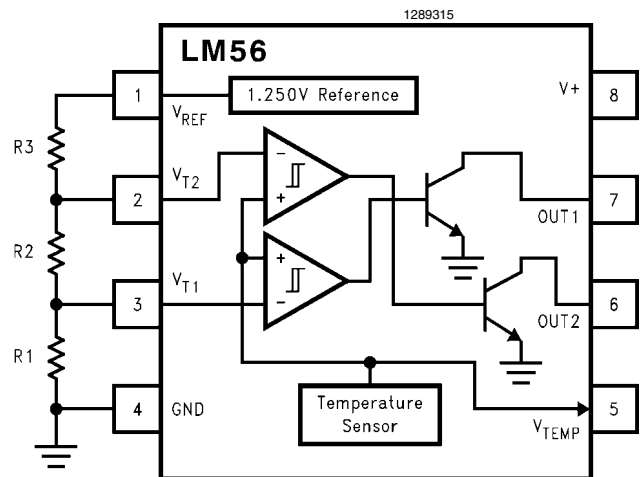 1289315
LM56
1
1.250V Reference
V+
8
VREF
R3
VT2
2
7
OUT1
R2
VT1
3
6
OUT2
R1
4
GND
Temperature
Sensor
5
VTEMP